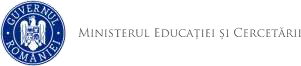 GUVERNUL ROMÂNIEI
Ministerul Educației și Cercetării